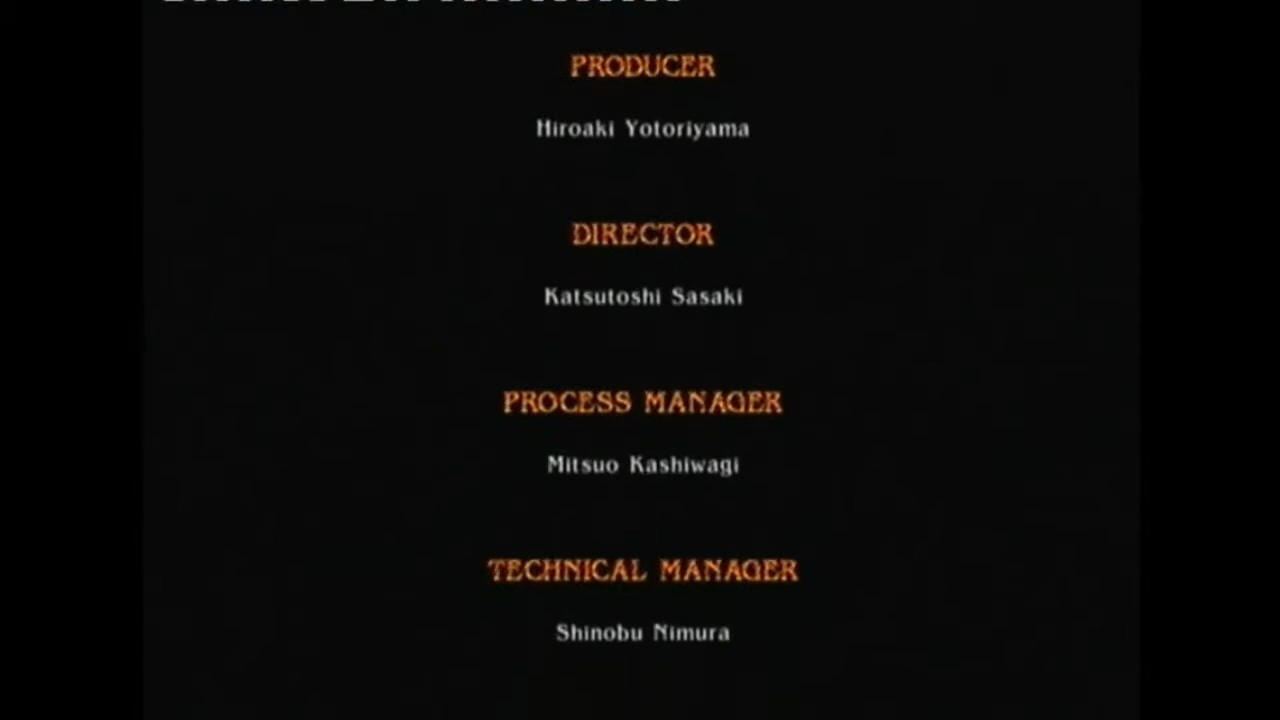 PRODUCER
Hiroaki Yotoriyama
DIRECTOR
Katsutoshi Sasaki
PROCESS MANAGER
Mitsuo Kashiwagi
TECHNICAL MANAGER
Shinobu Nimura